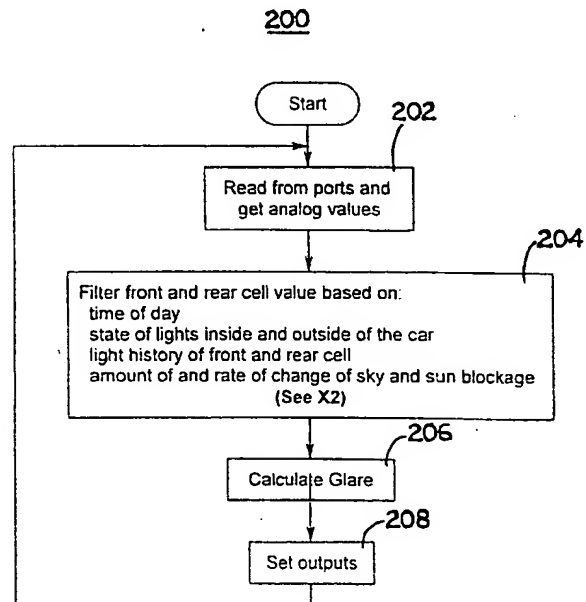 200
Start
202
Read from ports and
get analog values
204
Filter front and rear cell value based on:
time of day
state of lights inside and outside of the car
light history of front and rear cell
amount of and rate of change of sky and sun blockage
(See X2)
206
Calculate Glare
208
Set outputs